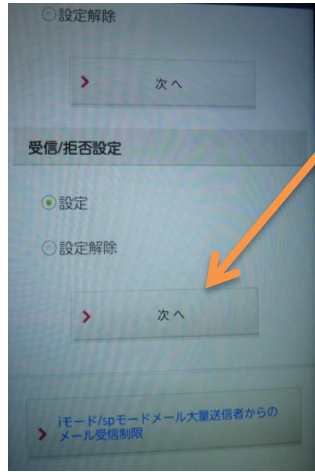 設定解除
次へ
受信/拒否設定
設定
設定解除
次へ
iモード/spモードメール大量送信者からの
メール受信制限